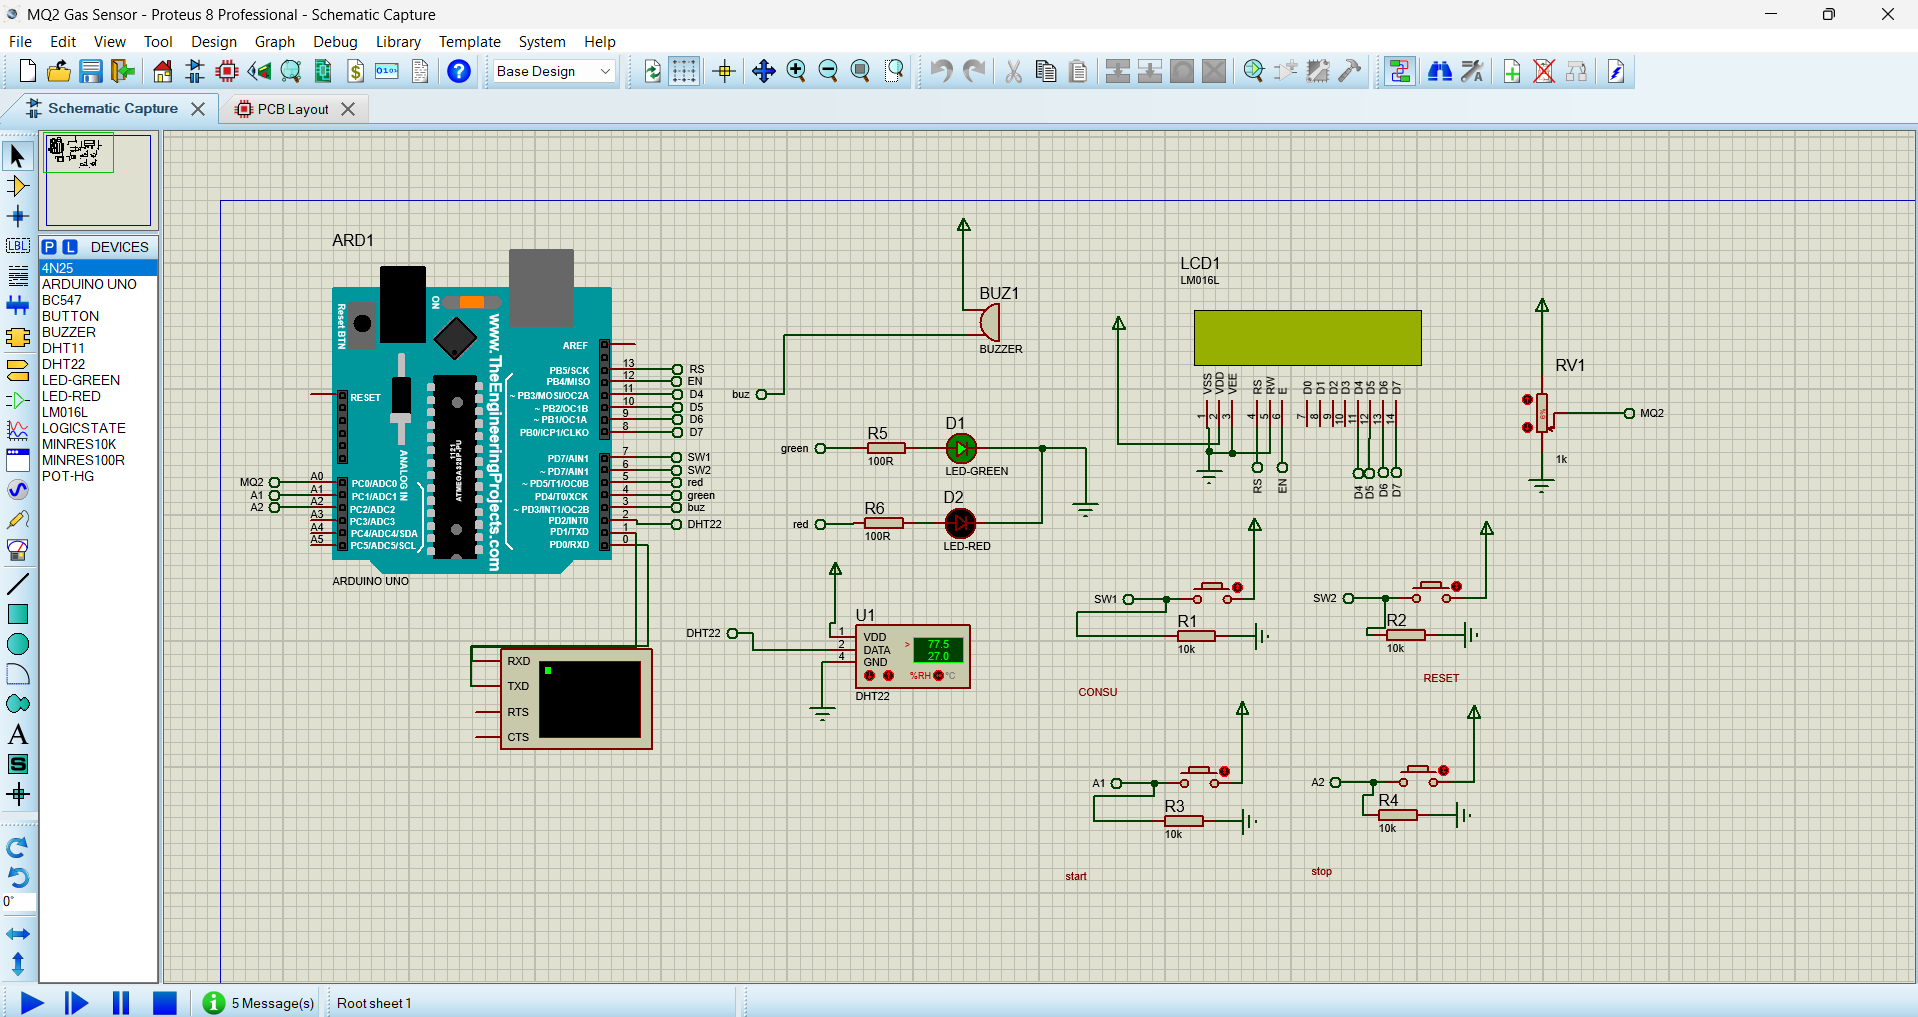 MQ2 Gas Sensor - Proteus 8 Professional - Schematic Capture
File Edit View Tool Design Graph Debug Library Template System Help
Base Design
Schematic Capture
PCB Layout
P L DEVICES
4N25
ARDUINO UNO
BC547
BUTTON
BUZZER
DHT11
DHT22
LED-GREEN
LED-RED
LM016L
LOGICSTATE
MINRES10K
MINRES100R
POT-HG
LBL
A
S
0°
ARD1
Reset BTN
ON
www.TheEngineeringProjects.com
ANALOG IN
ATMEGA328P-PU
1121
RESET
AREF
PB5/SCK 13 RS
PB4/MISO 12 EN
~ PB3/MOSI/OC2A 11 D4
~ PB2/OC1B 10 D5
~ PB1/OC1A 9 D6
PB0/ICP1/CLKO 8 D7
PD7/AIN1 7 SW1
~ PD7/AIN1 6 SW2
~ PD5/T1/OC0B 5 red
PD4/T0/XCK 4 green
~ PD3/INT1/OC2B 3 buz
PD2/INT0 2 DHT22
PD1/TXD 1
PD0/RXD 0
MQ2 A0 PC0/ADC0
A1 A1 PC1/ADC1
A2 A2 PC2/ADC2
A3 PC3/ADC3
A4 PC4/ADC4/SDA
A5 PC5/ADC5/SCL
ARDUINO UNO
RXD
TXD
RTS
CTS
BUZ1
BUZZER
buz
D1
green
R5
100R
LED-GREEN
D2
red
R6
100R
LED-RED
U1
DHT22
1 VDD
2 DATA
4 GND
> 77.5
27.0
%RH °C
DHT22
LCD1
LM016L
VSS VDD VEE RS RW E D0 D1 D2 D3 D4 D5 D6 D7
1 2 3 4 5 6 7 8 9 10 11 12 13 14
RS EN D4 D5 D6 D7
RV1
MQ2
1k
SW1
R1
10k
CONSU
SW2
R2
10k
RESET
A1
R3
10k
start
A2
R4
10k
stop
5 Message(s)
Root sheet 1